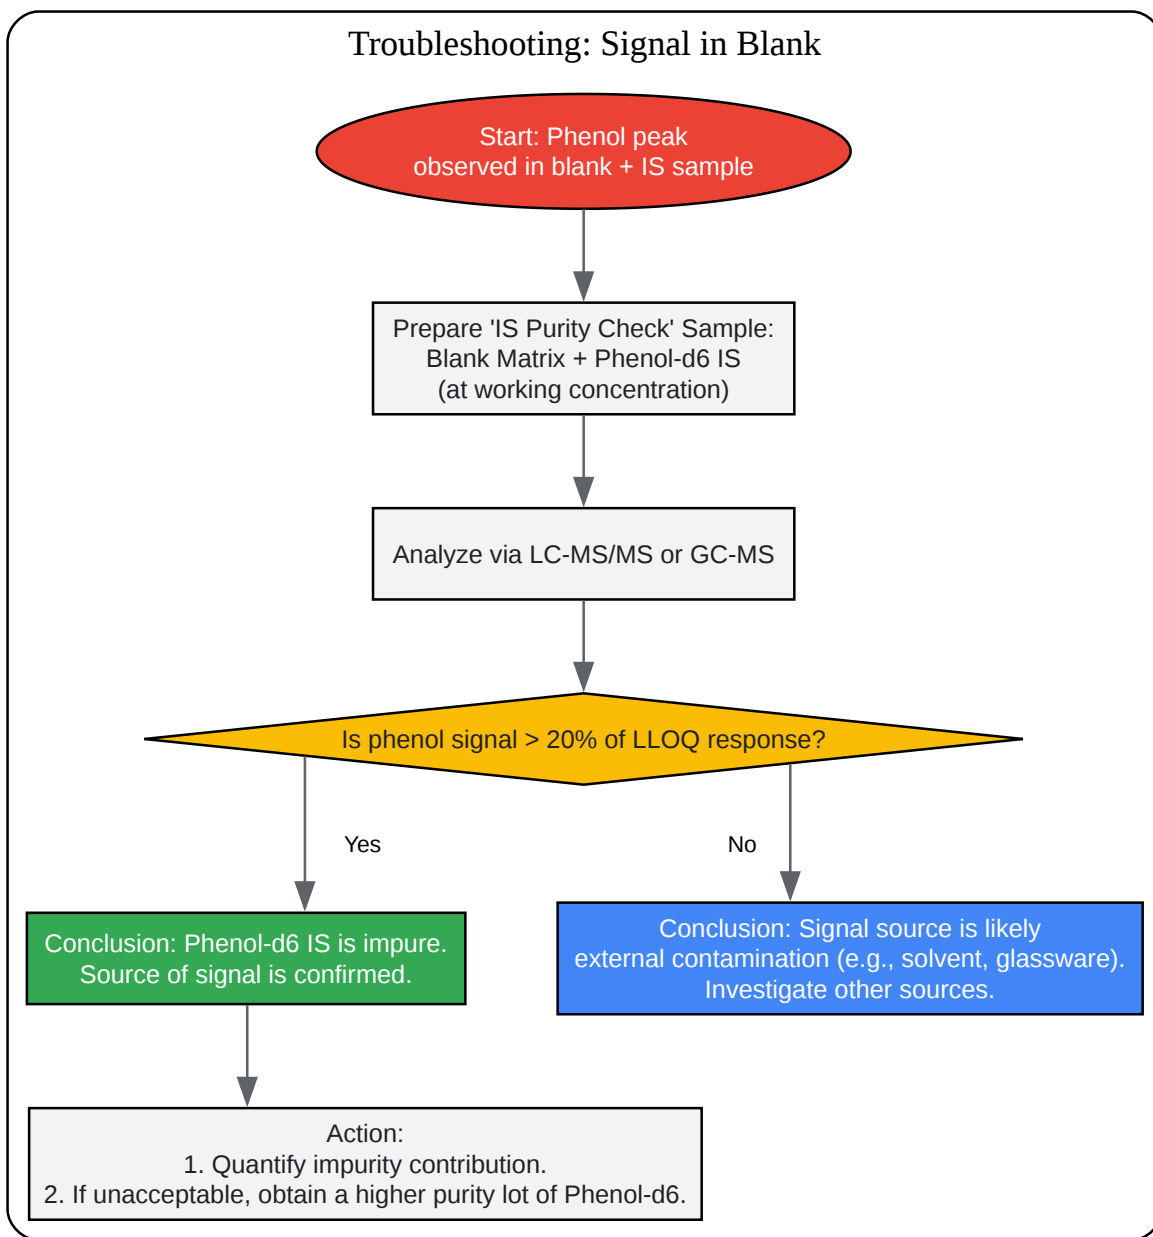 Troubleshooting: Signal in Blank
Start: Phenol peak
observed in blank + IS sample
Prepare 'IS Purity Check' Sample:
Blank Matrix + Phenol-d6 IS
(at working concentration)
Analyze via LC-MS/MS or GC-MS
Is phenol signal > 20% of LLOQ response?
Yes
No
Conclusion: Phenol-d6 IS is impure.
Source of signal is confirmed.
Conclusion: Signal source is likely
external contamination (e.g., solvent, glassware).
Investigate other sources.
Action:
1. Quantify impurity contribution.
2. If unacceptable, obtain a higher purity lot of Phenol-d6.